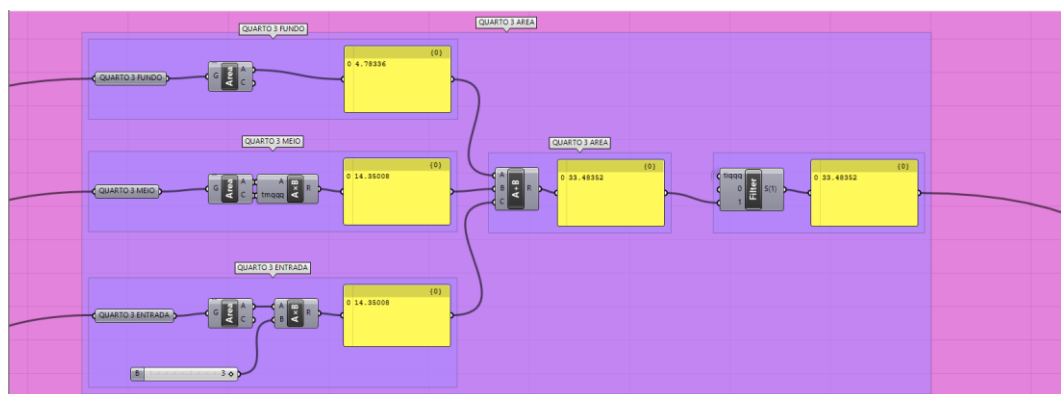 QUARTO 3 AREA
QUARTO 3 FUNDO
QUARTO 3 FUNDO
G Area A C
{0}
0 4.78336
QUARTO 3 MEIO
QUARTO 3 MEIO
G Area A C
A tmqqq A×B R
{0}
0 14.35008
QUARTO 3 ENTRADA
QUARTO 3 ENTRADA
G Area A C
A B A×B R
{0}
0 14.35008
B 3
QUARTO 3 AREA
A B C A+B R
{0}
0 33.48352
tiqqq 0 1 Filter S(1)
{0}
0 33.48352